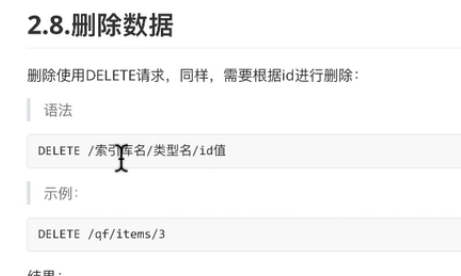 2.8.删除数据
删除使用DELETE请求，同样，需要根据id进行删除：
语法
DELETE /索引库名/类型名/id值
示例：
DELETE /qf/items/3
结果：